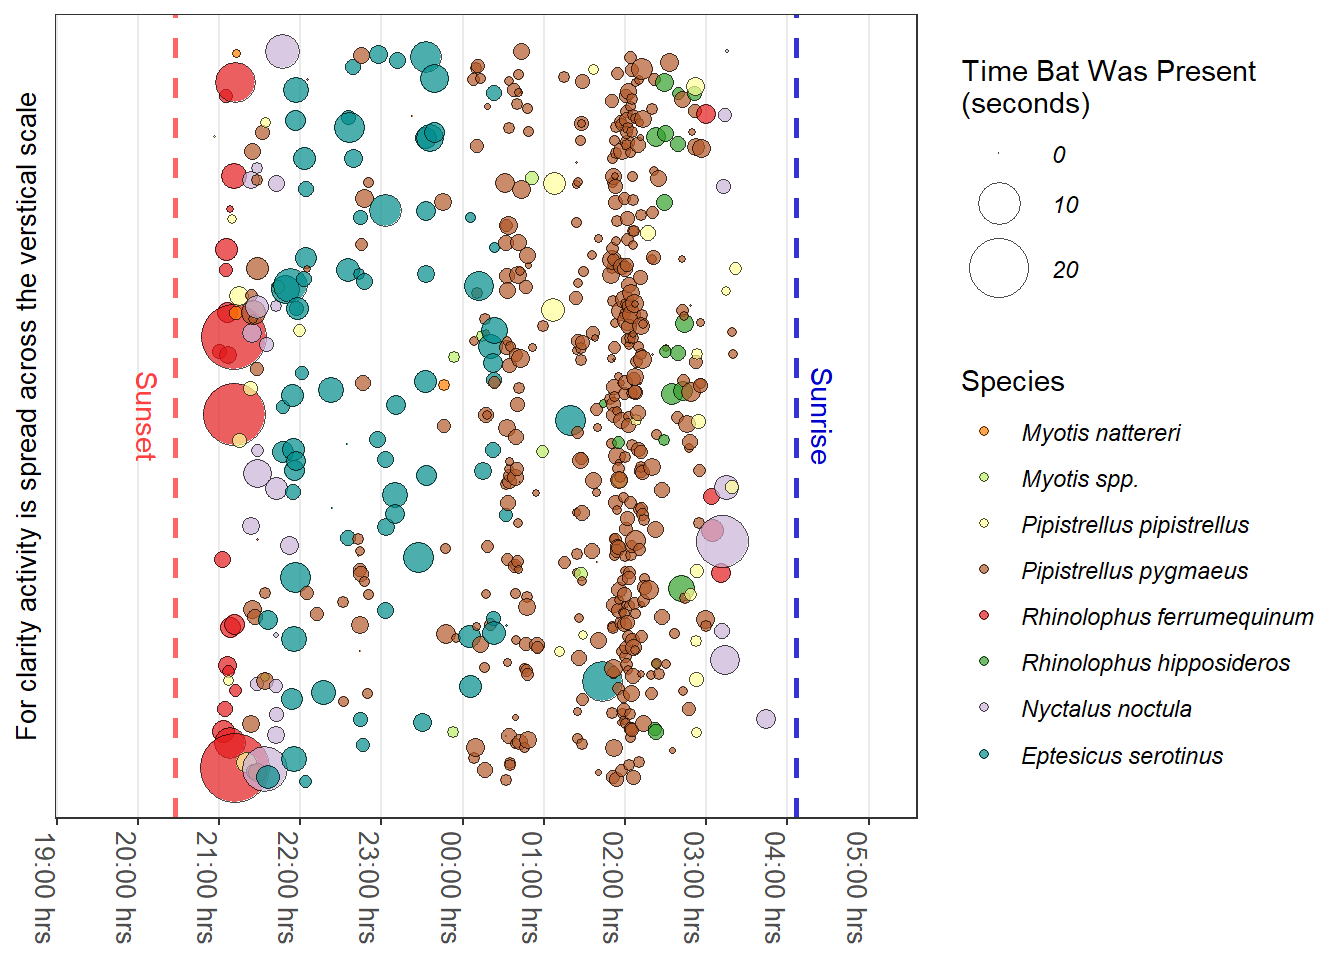 For clarity activity is spread across the verstical scale
Sunset
Sunrise
19:00 hrs
20:00 hrs
21:00 hrs
22:00 hrs
23:00 hrs
00:00 hrs
01:00 hrs
02:00 hrs
03:00 hrs
04:00 hrs
05:00 hrs
Time Bat Was Present
(seconds)
0
10
20
Species
Myotis nattereri
Myotis spp.
Pipistrellus pipistrellus
Pipistrellus pygmaeus
Rhinolophus ferrumequinum
Rhinolophus hipposideros
Nyctalus noctula
Eptesicus serotinus